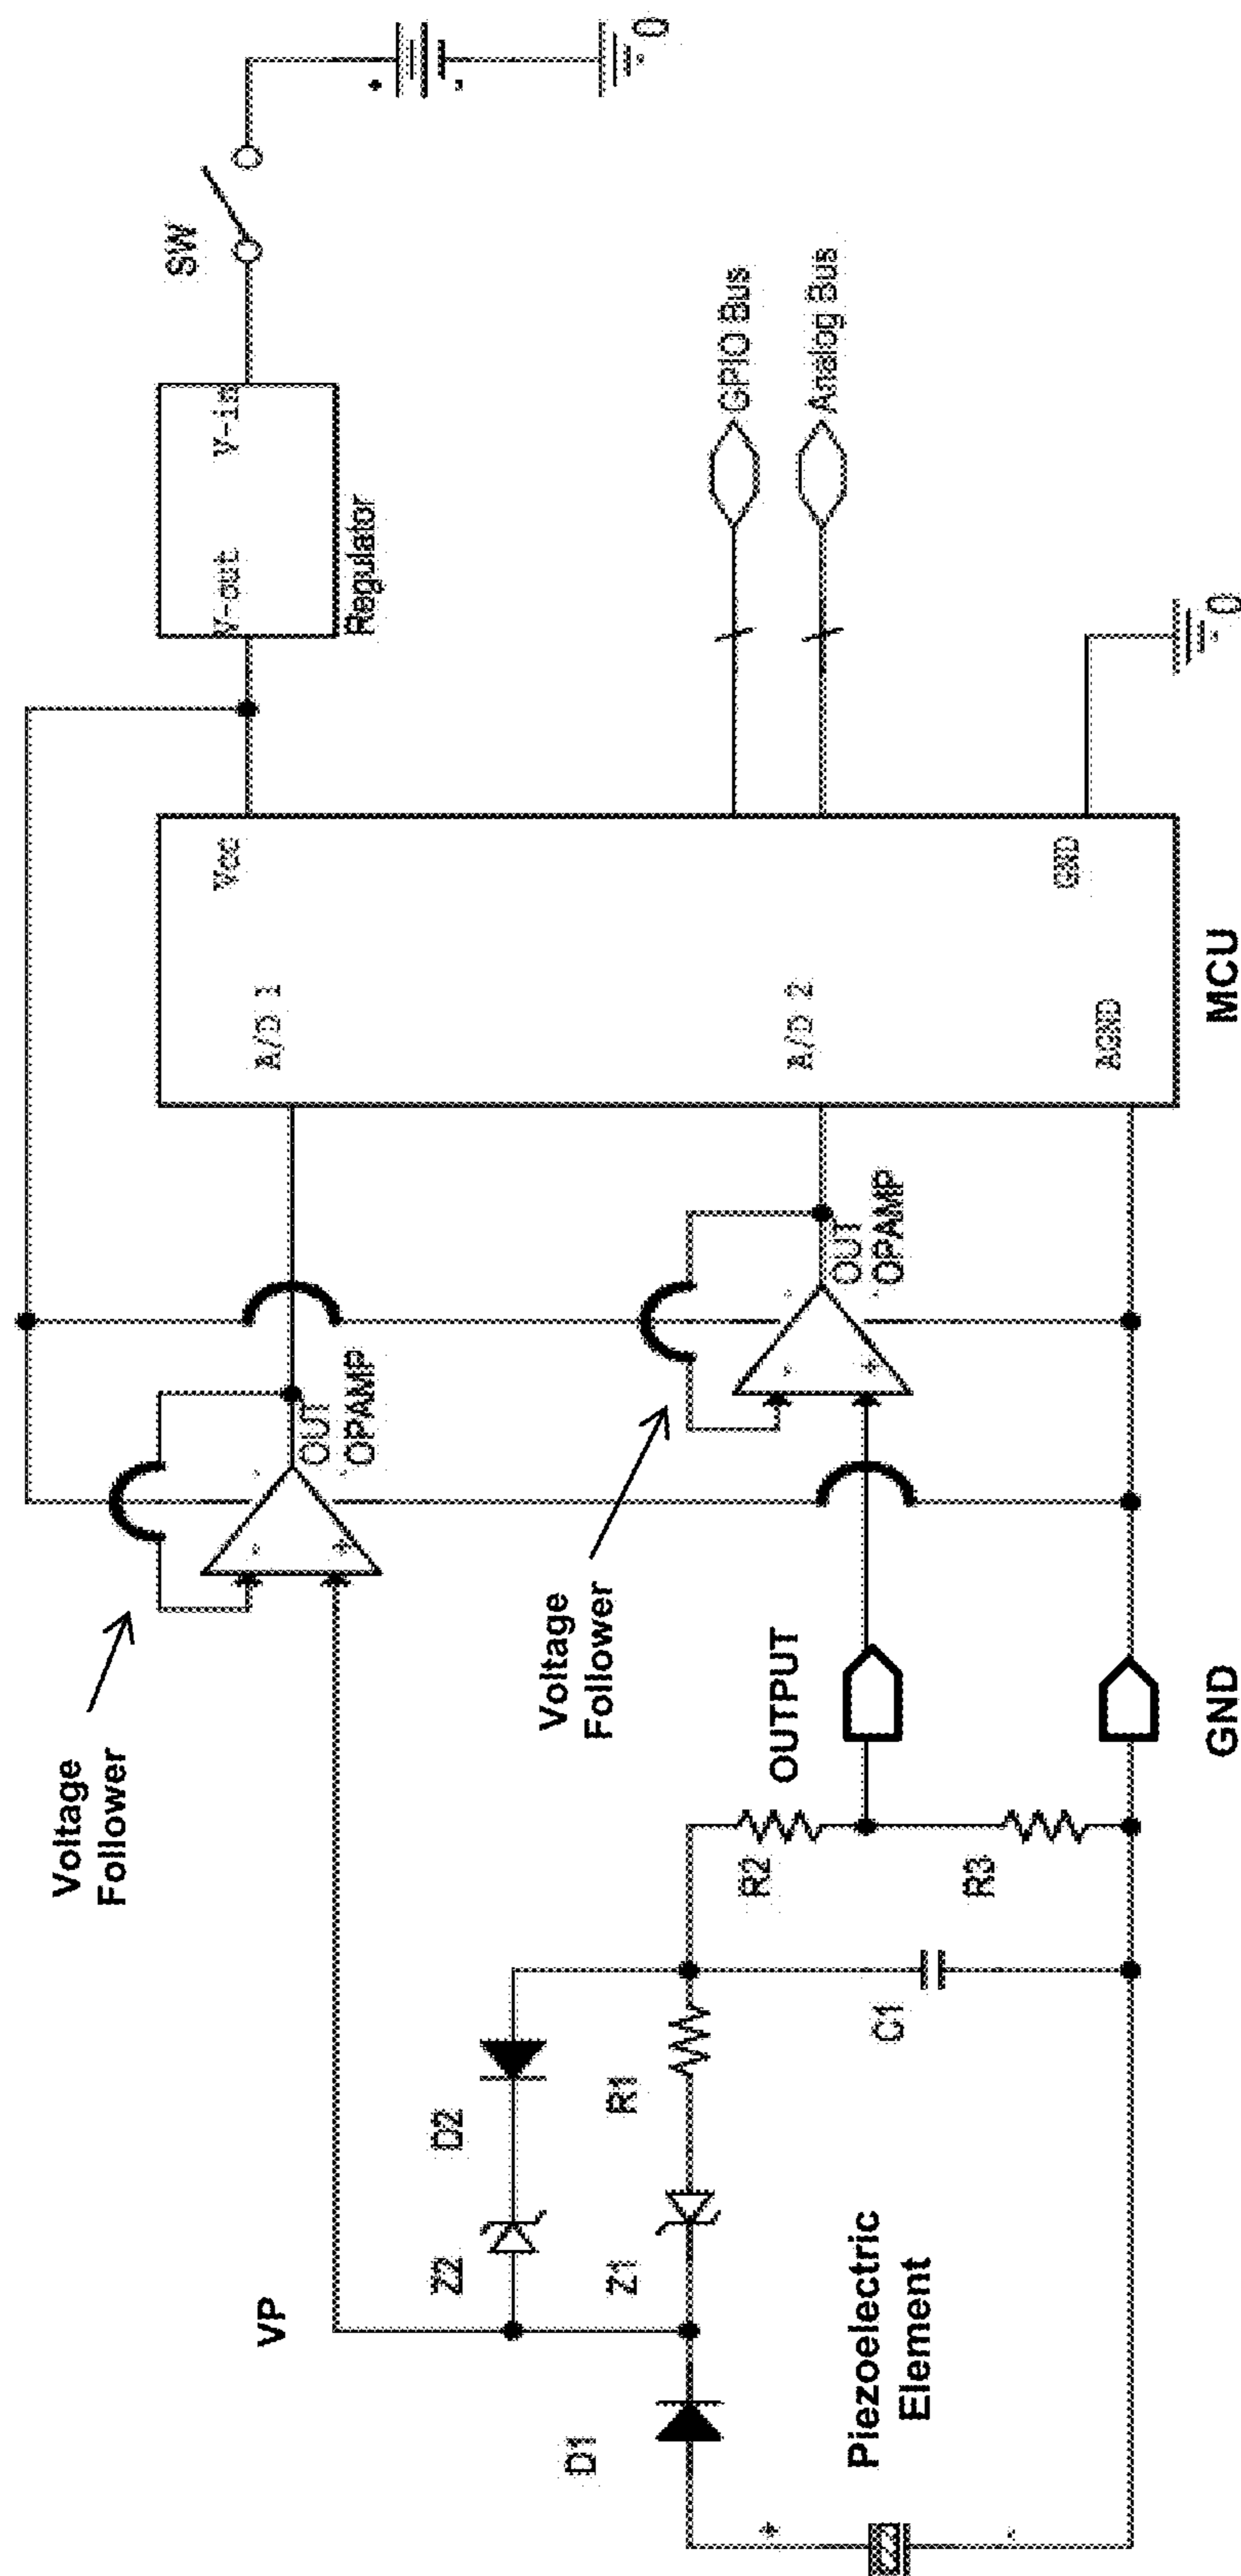 Voltage
Follower
VP
Z2
D2
D1
Z1
R1
Piezoelectric
Element
C1
R2
R3
OUTPUT
GND
Voltage
Follower
-
+
OUT
OPAMP
-
+
OUT
OPAMP
A/D 1
Vcc
A/D 2
AGND
GND
MCU
V-out
V-in
Regulator
SW
+
-
0
GPIO Bus
Analog Bus
0
+
-